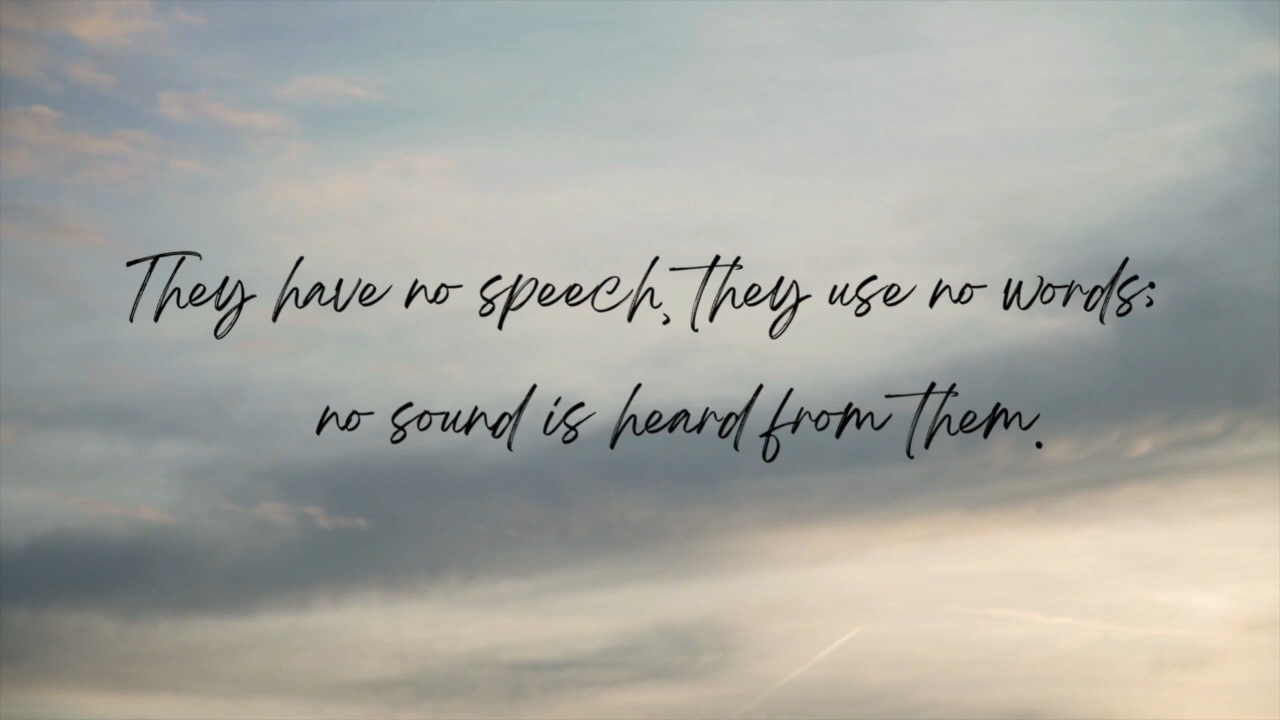 They have no speech, they use no words;
no sound is heard from them.